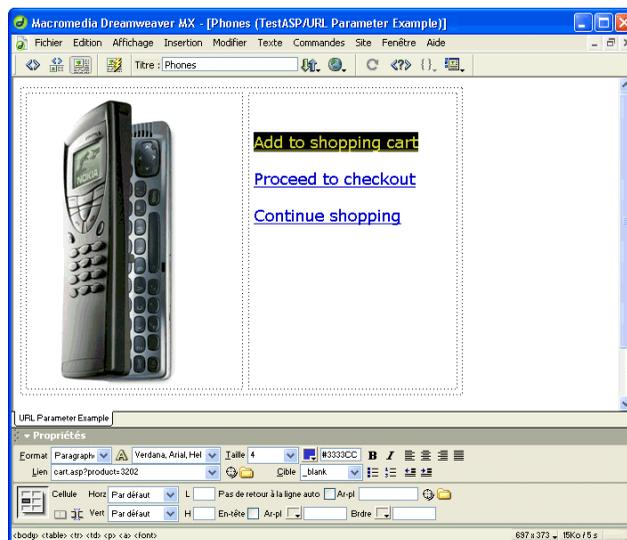 Macromedia Dreamweaver MX - [Phones (TestASP/URL Parameter Example)]
Fichier Edition Affichage Insertion Modifier Texte Commandes Site Fenêtre Aide
Titre : Phones
NOKIA
Add to shopping cart
Proceed to checkout
Continue shopping
URL Parameter Example
Propriétés
Format Paragraphe Verdana, Arial, Hel Taille 4 #3333CC B I
Lien cart.asp?product=3202 Cible _blank
Cellule Horz Par défaut L Pas de retour à la ligne auto Ar-pl
Vert Par défaut H En-tête Ar-pl Brdre
<body> <table> <tr> <td> <p> <a> <font> 697 x 373 15Ko / 5 s